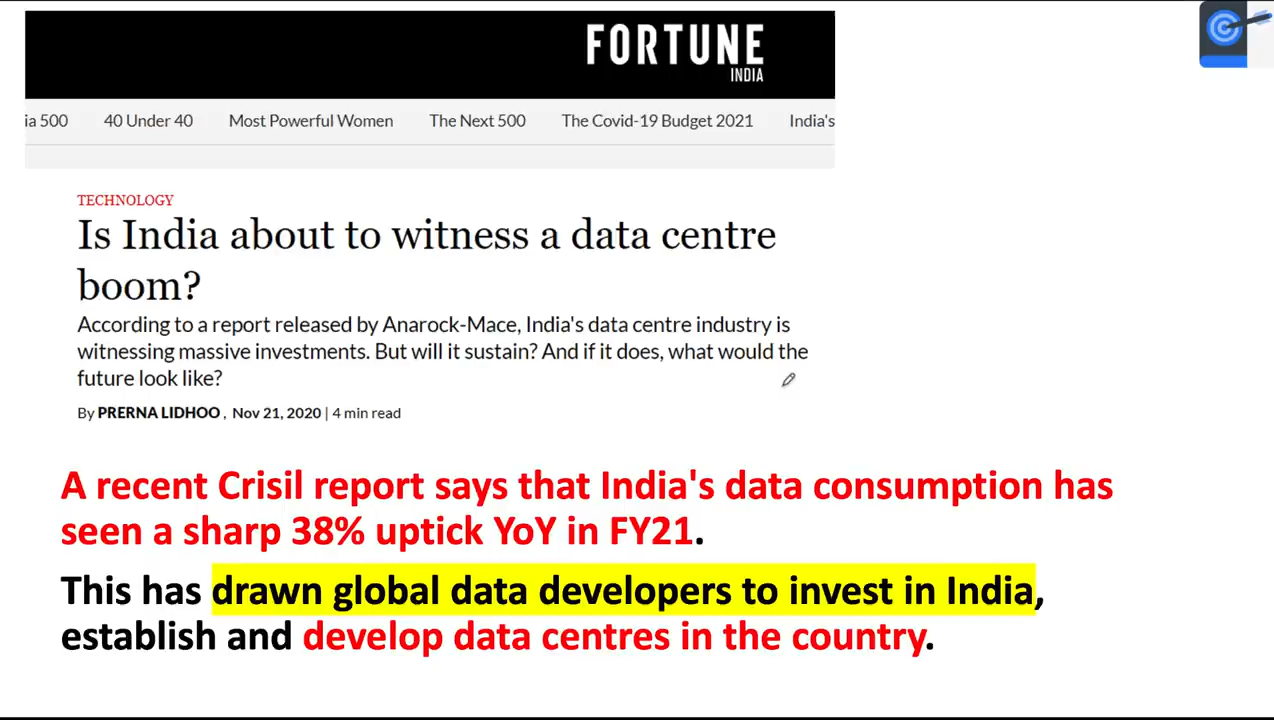 FORTUNE
INDIA
ia 500 40 Under 40 Most Powerful Women The Next 500 The Covid-19 Budget 2021 India's
TECHNOLOGY
Is India about to witness a data centre
boom?
According to a report released by Anarock-Mace, India's data centre industry is
witnessing massive investments. But will it sustain? And if it does, what would the
future look like?
By PRERNA LIDHOO , Nov 21, 2020 | 4 min read
A recent Crisil report says that India's data consumption has
seen a sharp 38% uptick YoY in FY21.
This has drawn global data developers to invest in India,
establish and develop data centres in the country.